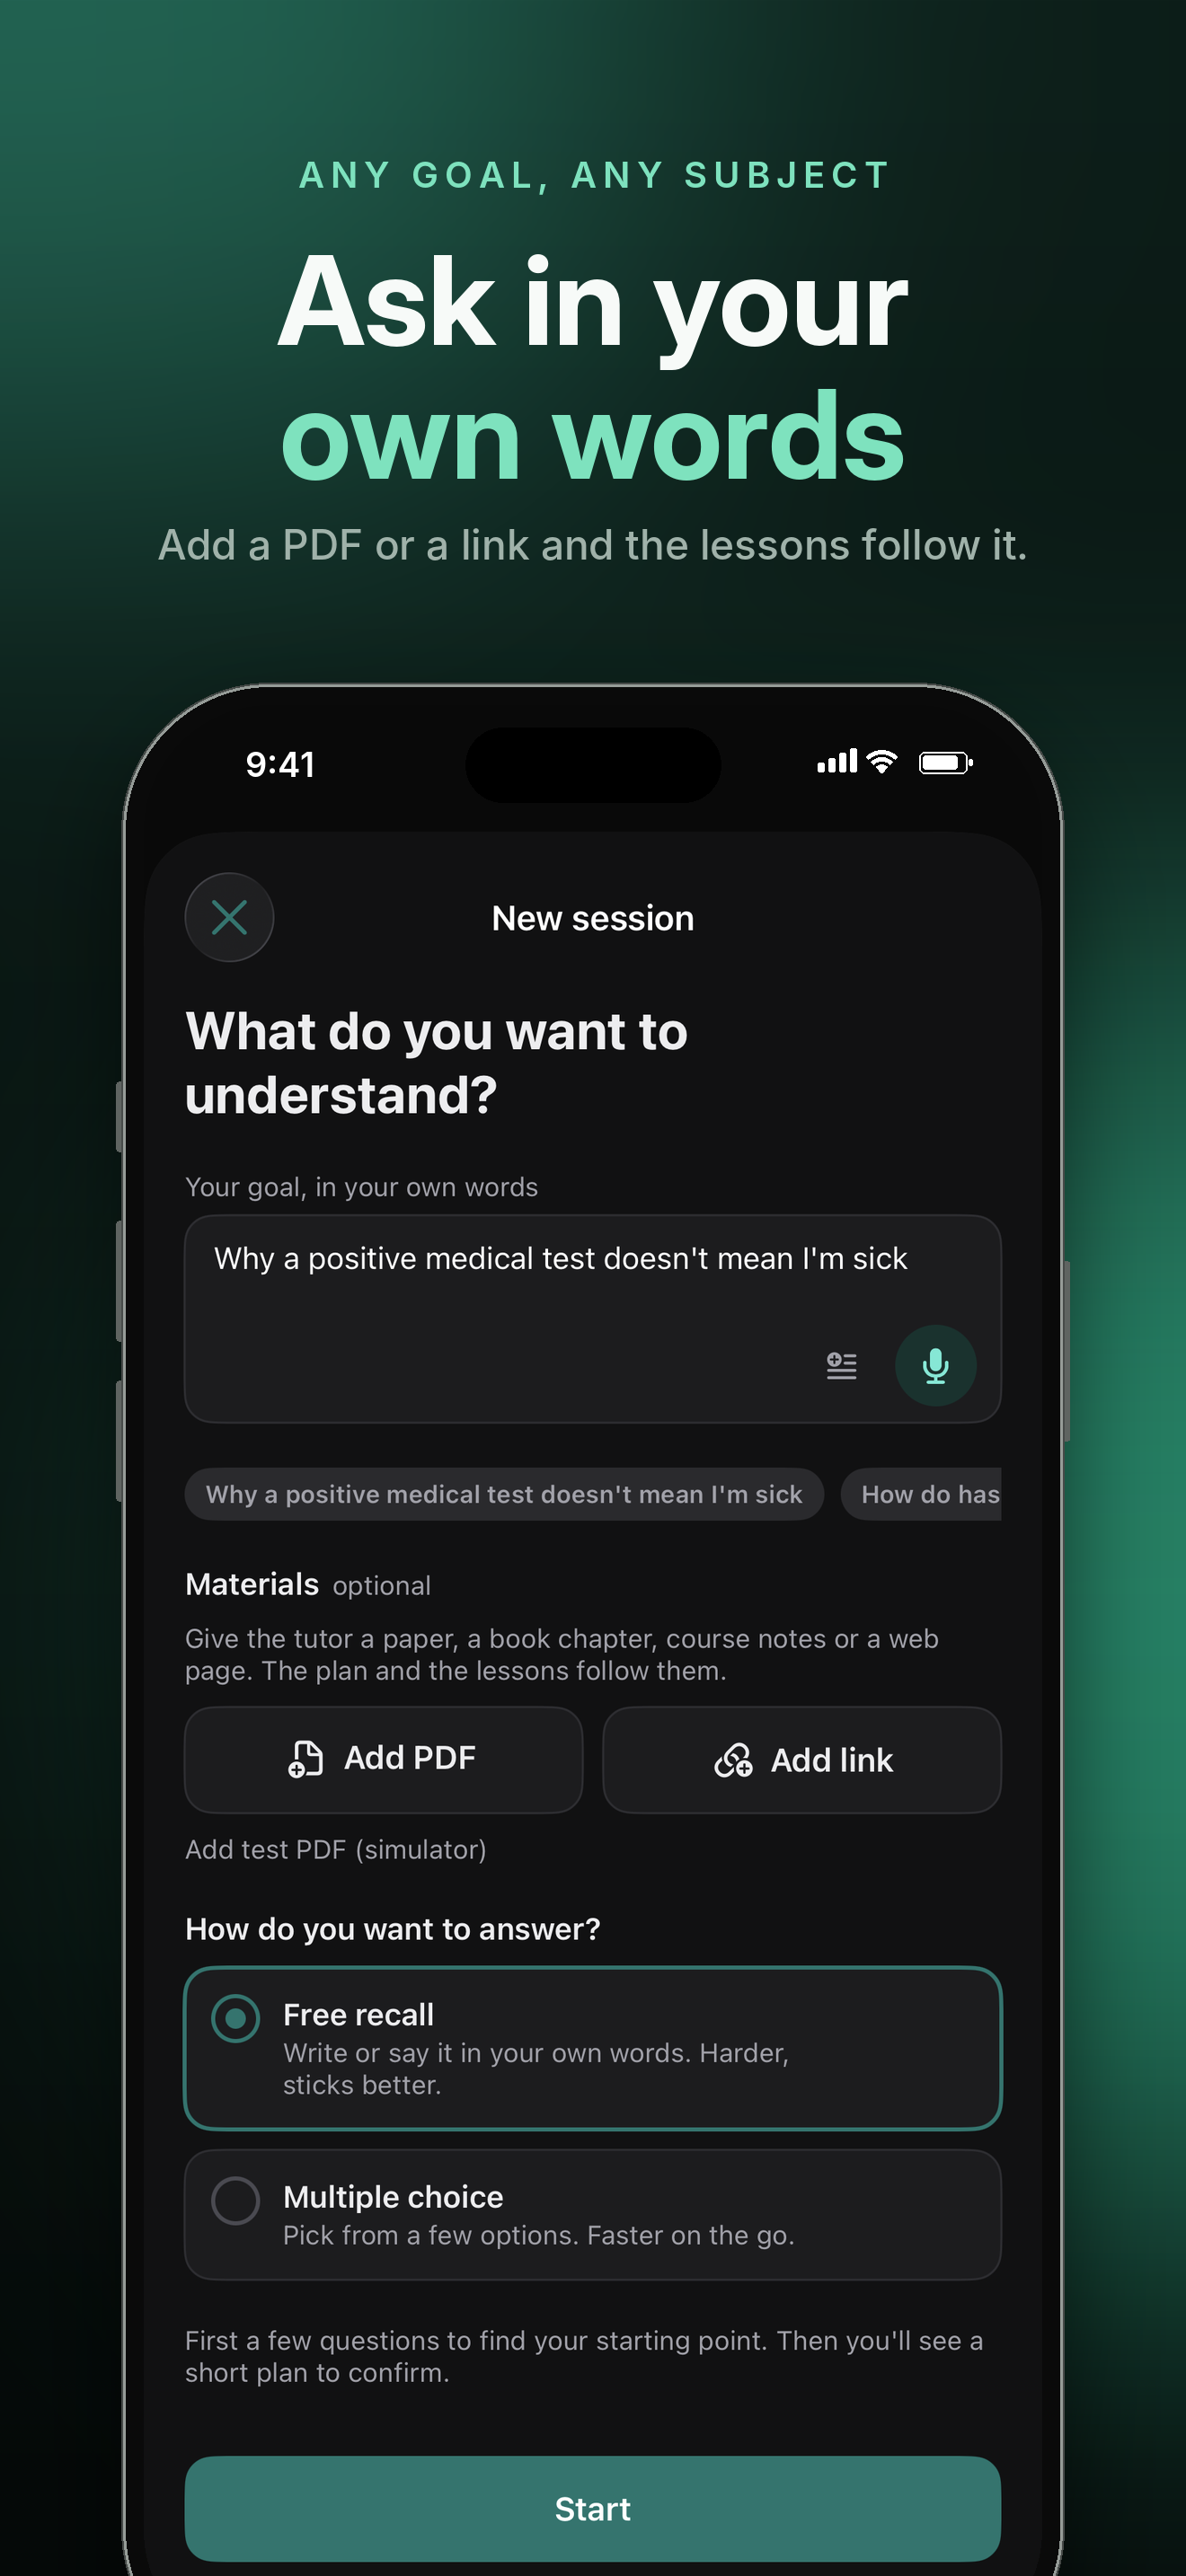 ANY GOAL, ANY SUBJECT
Ask in your
own words
Add a PDF or a link and the lessons follow it.
9:41
New session
What do you want to
understand?
Your goal, in your own words
Why a positive medical test doesn't mean I'm sick
Why a positive medical test doesn't mean I'm sick
How do has
Materials optional
Give the tutor a paper, a book chapter, course notes or a web
page. The plan and the lessons follow them.
Add PDF
Add link
Add test PDF (simulator)
How do you want to answer?
Free recall
Write or say it in your own words. Harder,
sticks better.
Multiple choice
Pick from a few options. Faster on the go.
First a few questions to find your starting point. Then you'll see a
short plan to confirm.
Start